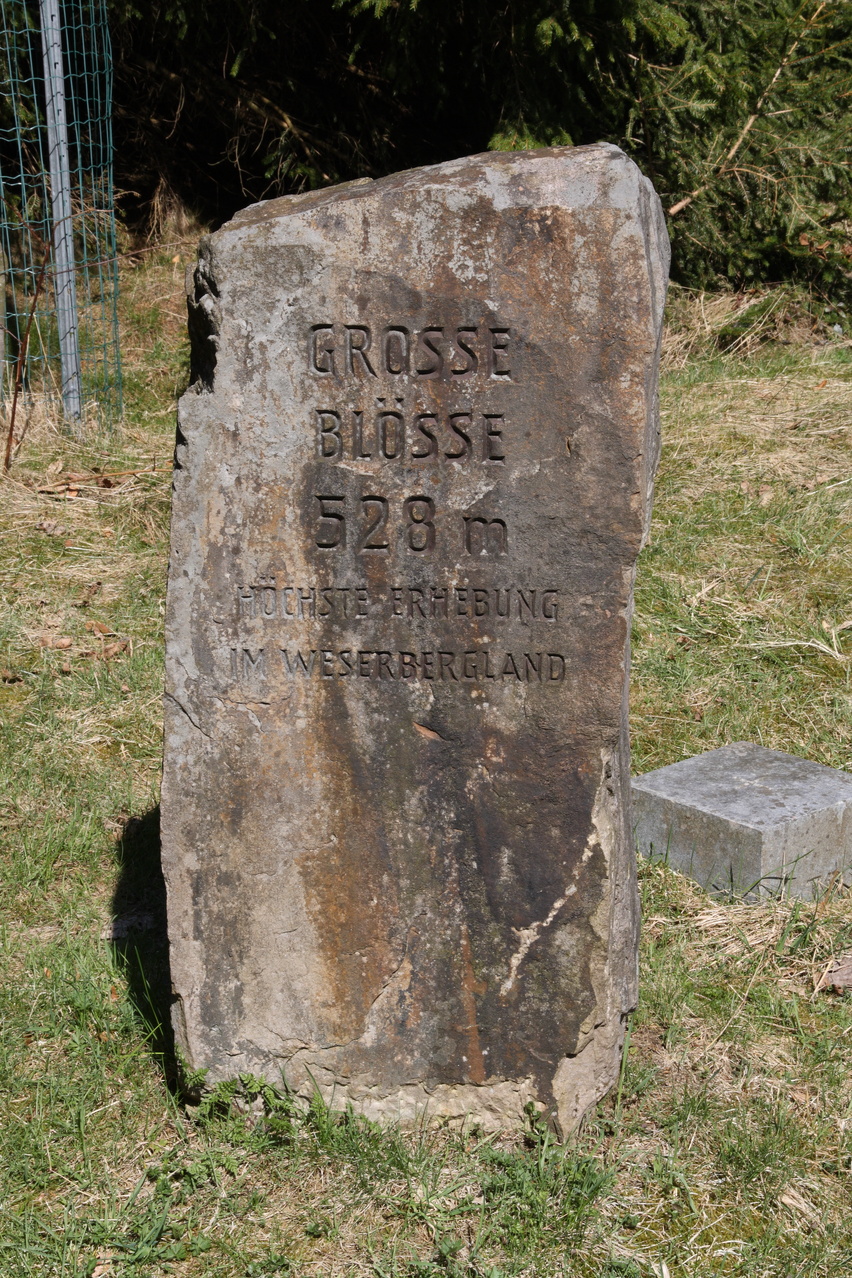 GROSSE
BLÖSSE
528 m
HÖCHSTE ERHEBUNG
IM WESERBERGLAND